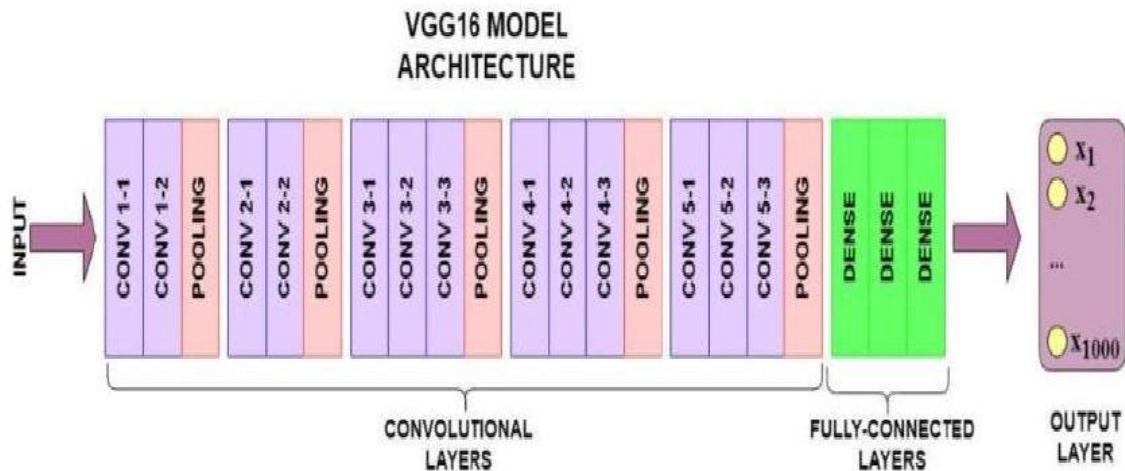 VGG16 MODEL
ARCHITECTURE
INPUT
CONV 1-1
CONV 1-2
POOLING
CONV 2-1
CONV 2-2
POOLING
CONV 3-1
CONV 3-2
CONV 3-3
POOLING
CONV 4-1
CONV 4-2
CONV 4-3
POOLING
CONV 5-1
CONV 5-2
CONV 5-3
POOLING
DENSE
DENSE
DENSE
x1
x2
...
x1000
CONVOLUTIONAL
LAYERS
FULLY-CONNECTED
LAYERS
OUTPUT
LAYER